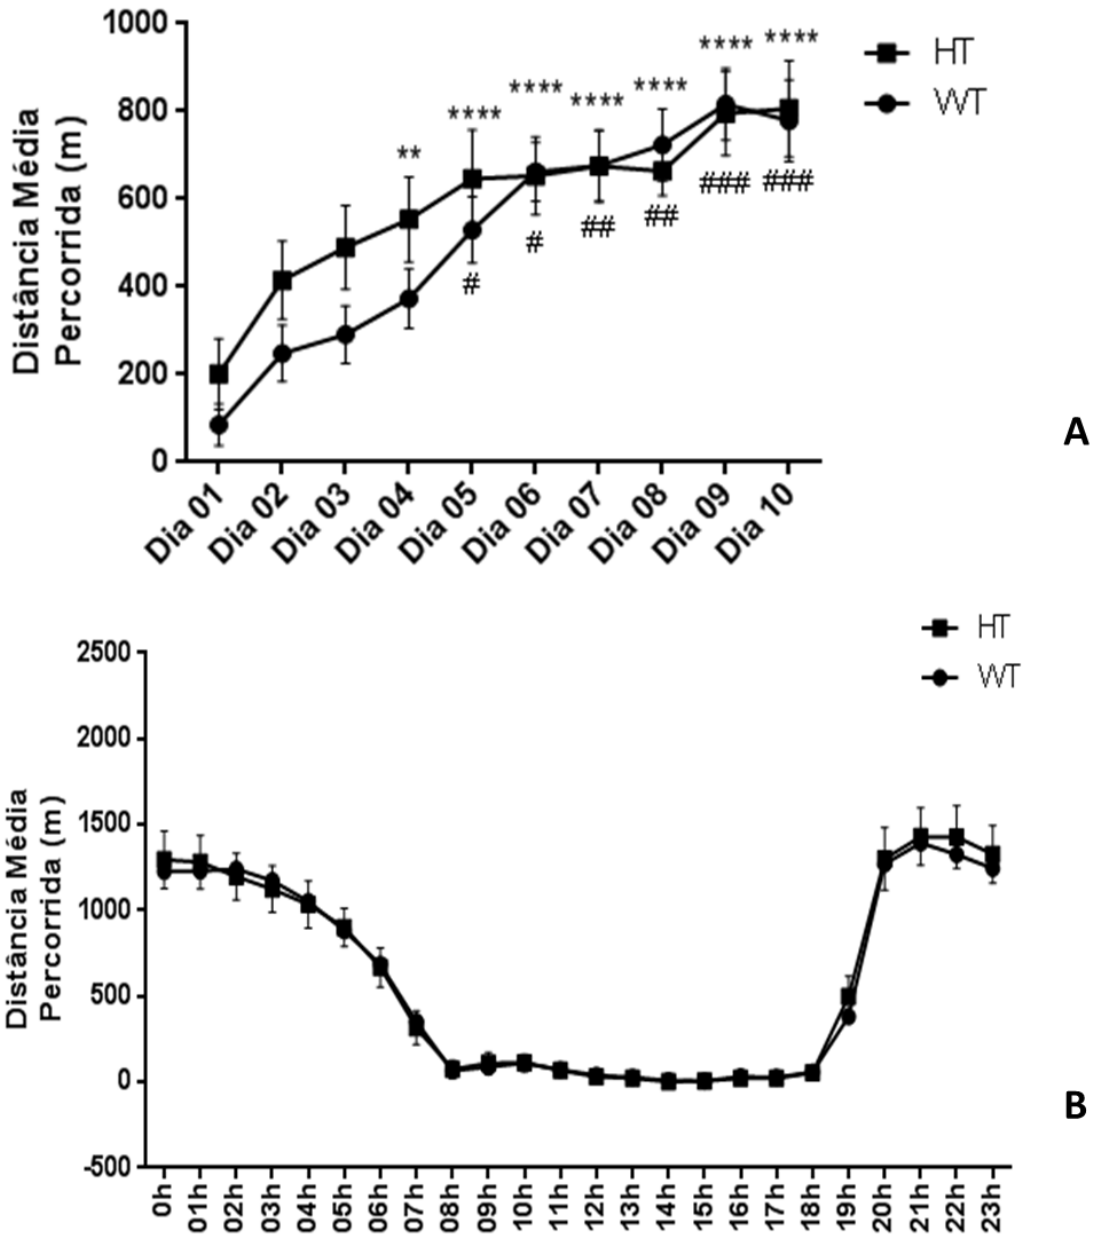 1000
800
600
400
200
0
Distância Média
Percorrida (m)
**
****
****
****
****
****
****
#
#
##
##
###
###
HT
WT
Dia 01
Dia 02
Dia 03
Dia 04
Dia 05
Dia 06
Dia 07
Dia 08
Dia 09
Dia 10
A
HT
WT
2500
2000
1500
1000
500
0
-500
Distância Média
Percorrida (m)
00h
01h
02h
03h
04h
05h
06h
07h
08h
09h
10h
11h
12h
13h
14h
15h
16h
17h
18h
19h
20h
21h
22h
23h
B